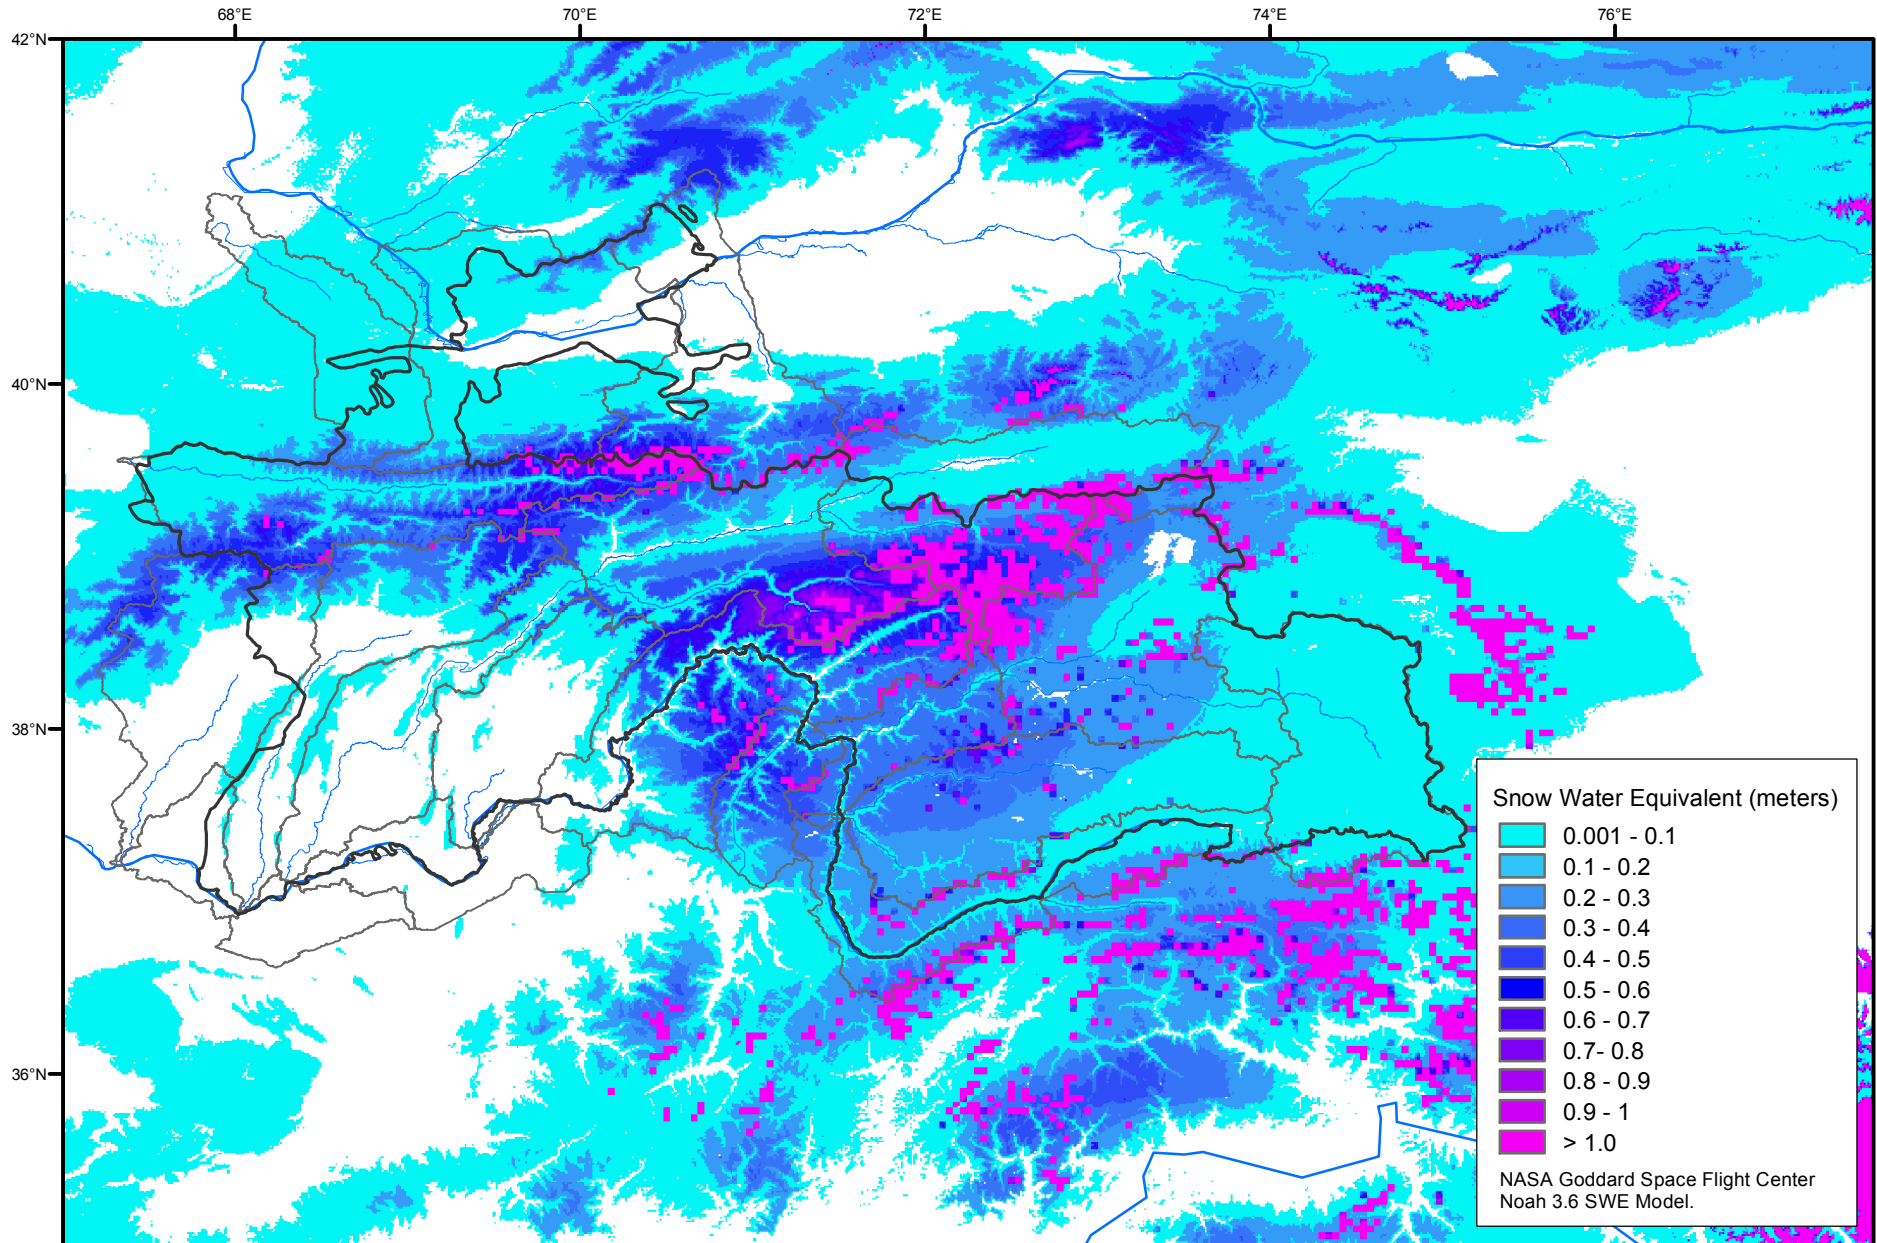 68°E 70°E 72°E 74°E 76°E
42°N
40°N
38°N
36°N
Snow Water Equivalent (meters)
0.001 - 0.1
0.1 - 0.2
0.2 - 0.3
0.3 - 0.4
0.4 - 0.5
0.5 - 0.6
0.6 - 0.7
0.7- 0.8
0.8 - 0.9
0.9 - 1
> 1.0
NASA Goddard Space Flight Center
Noah 3.6 SWE Model.